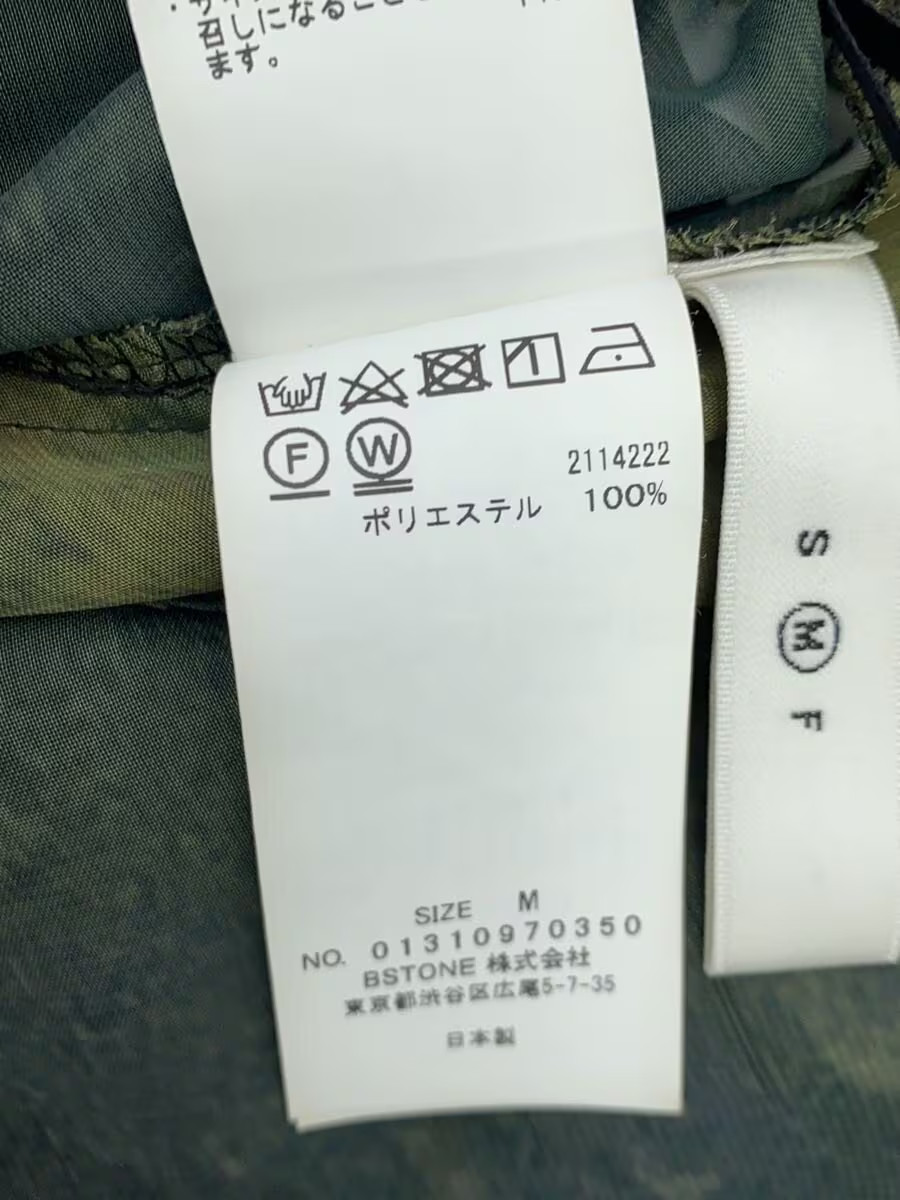 召しになること
ます。
F W
2114222
ポリエステル 100%
SIZE M
NO. 01310970350
BSTONE 株式会社
東京都渋谷区広尾5-7-35
日本製
S M F